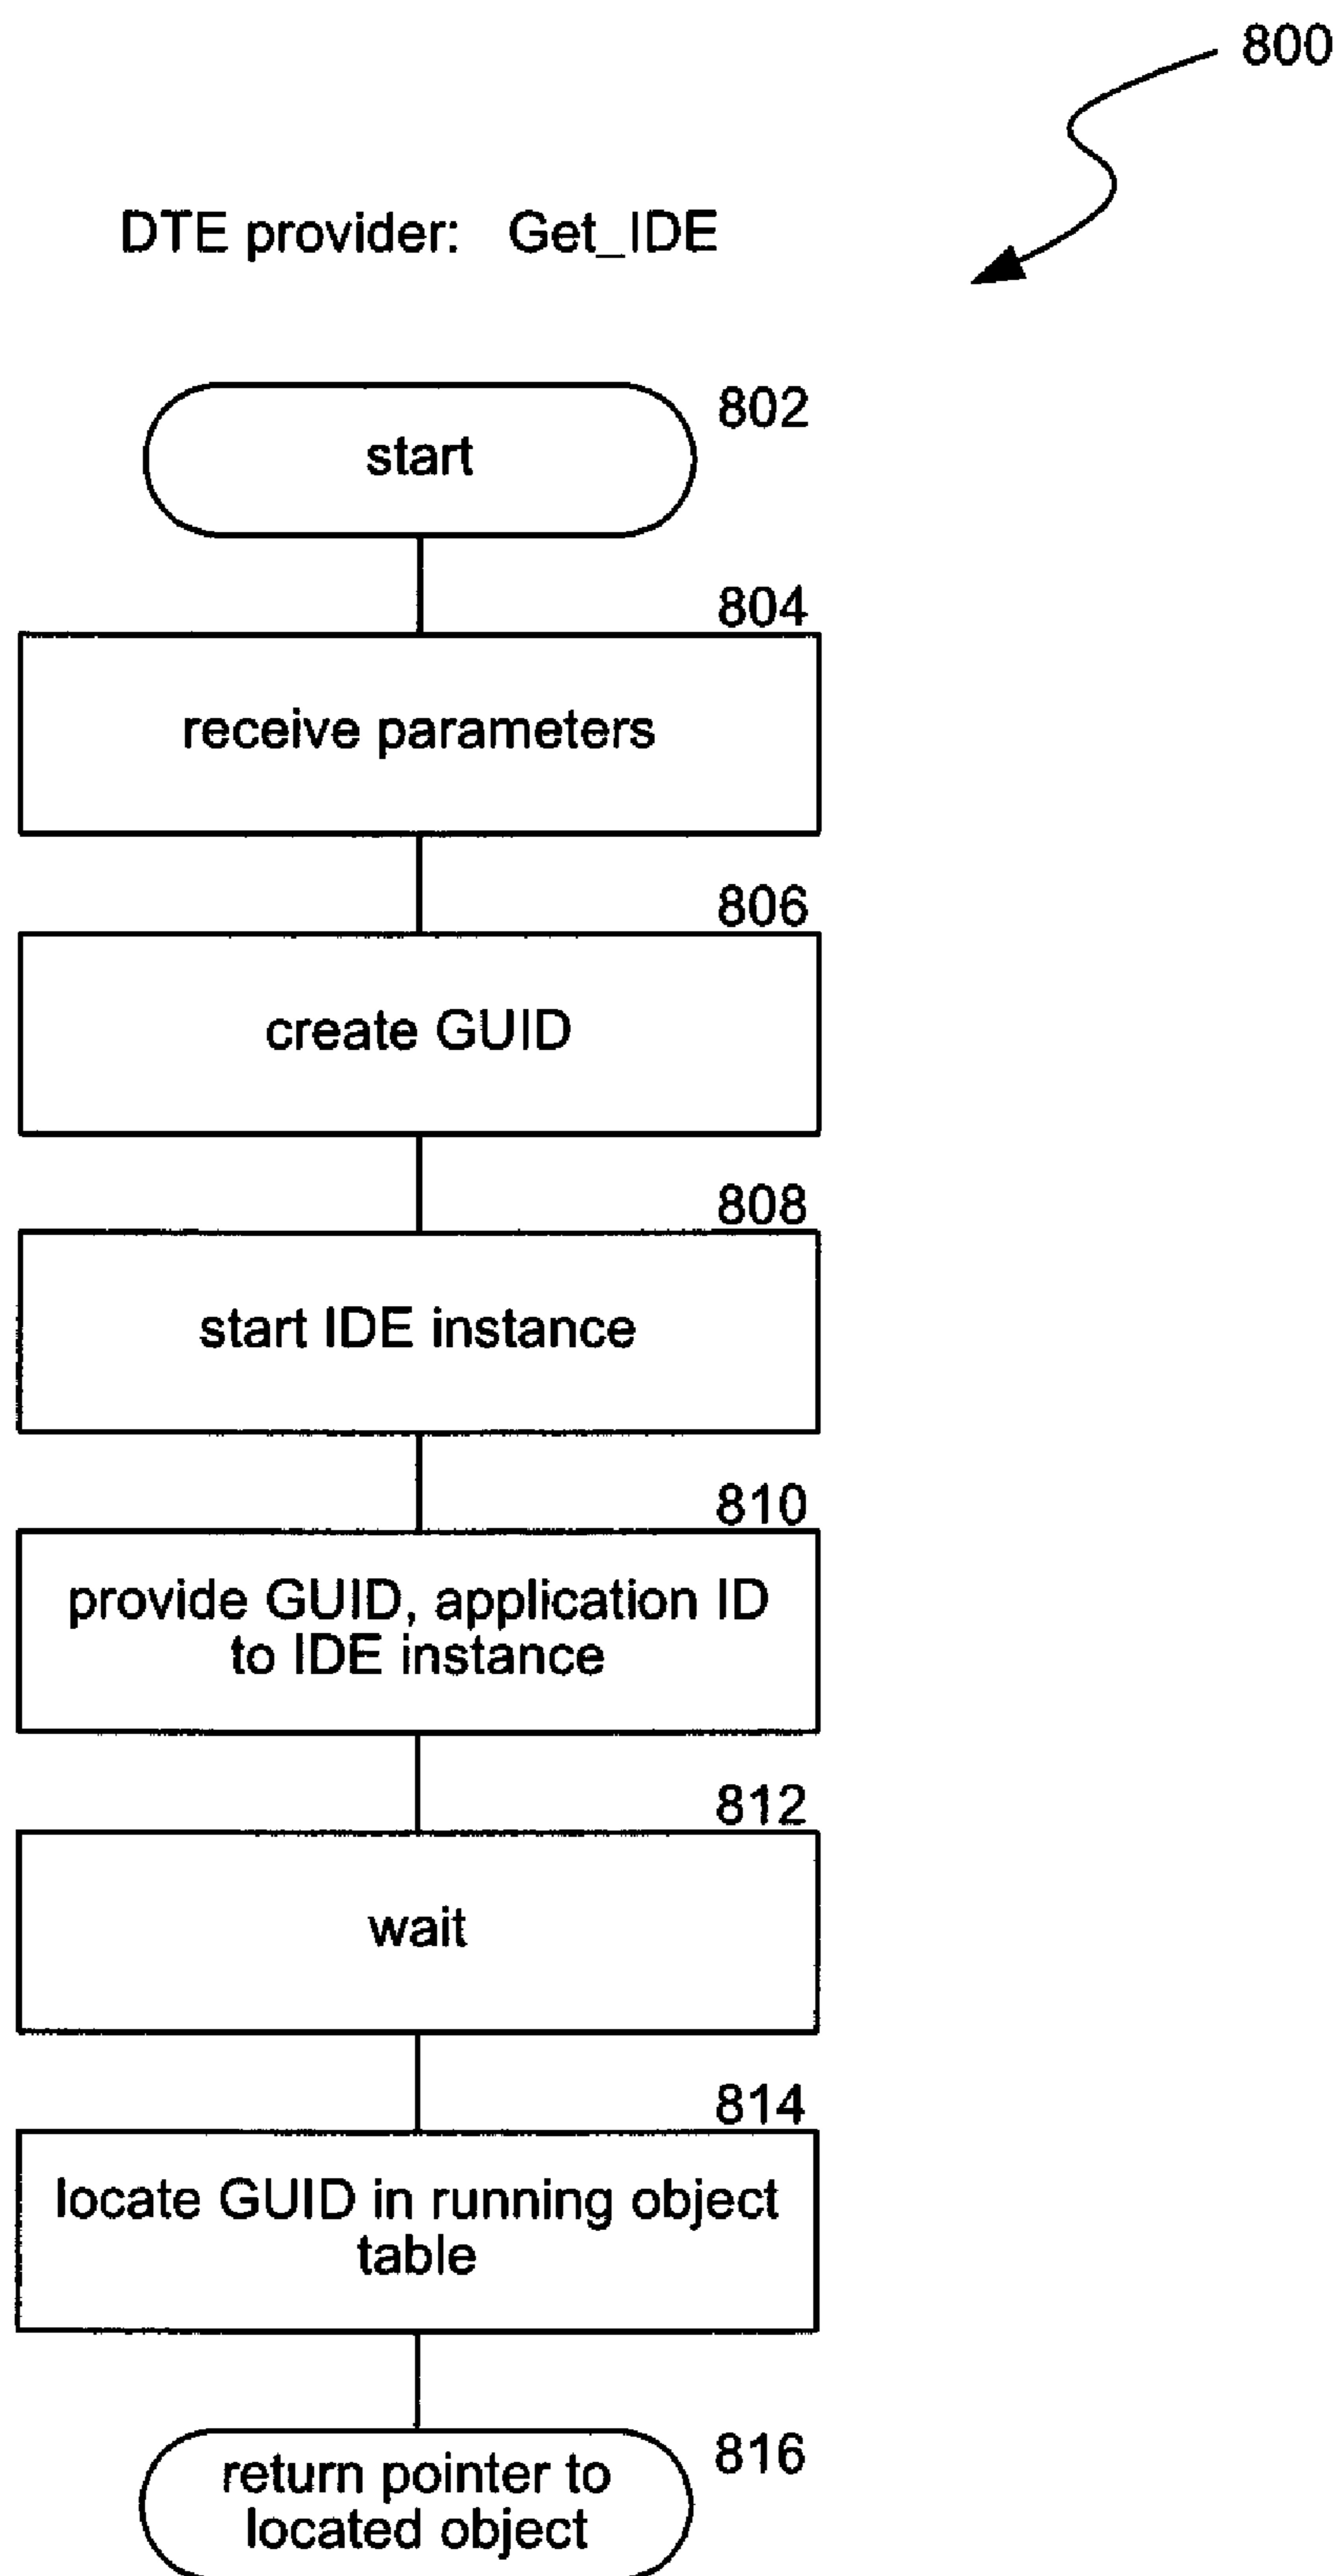 800
DTE provider: Get_IDE
802
start
804
receive parameters
806
create GUID
808
start IDE instance
810
provide GUID, application ID
to IDE instance
812
wait
814
locate GUID in running object
table
816
return pointer to
located object